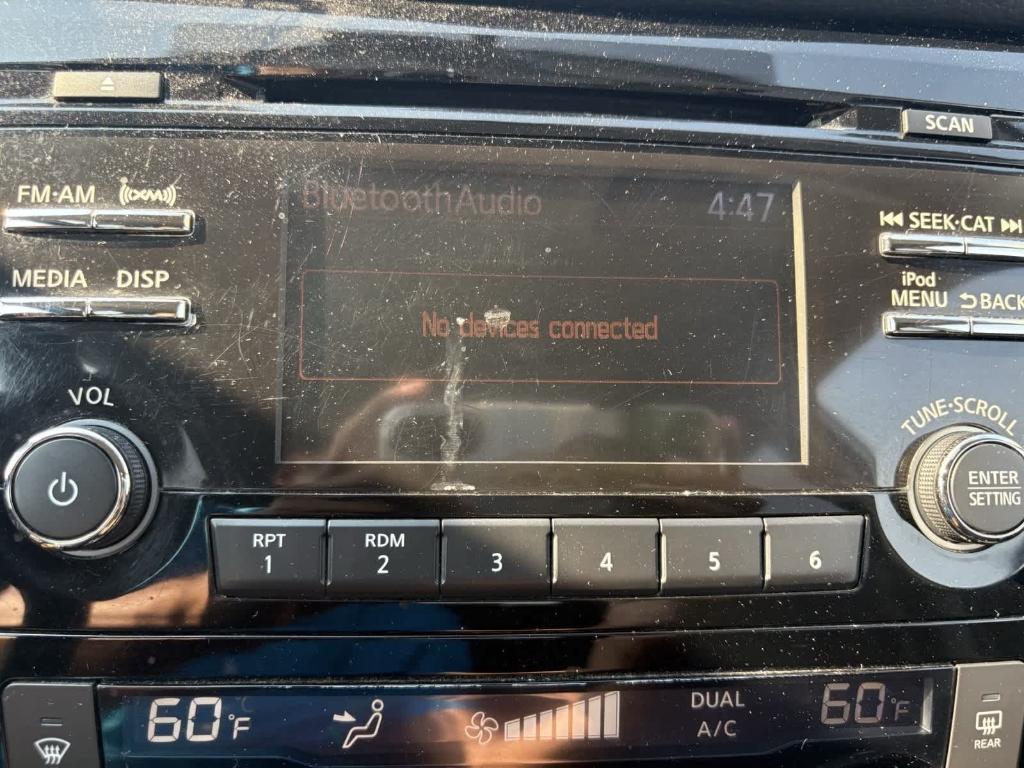 SCAN
FM·AM
(((XM)))
BluetoothAudio
4:47
SEEK·CAT
MEDIA
DISP
iPod
MENU
BACK
No devices connected
VOL
TUNE·SCROLL
ENTER
SETTING
RPT
1
RDM
2
3
4
5
6
60°F
DUAL
A/C
60°F
REAR